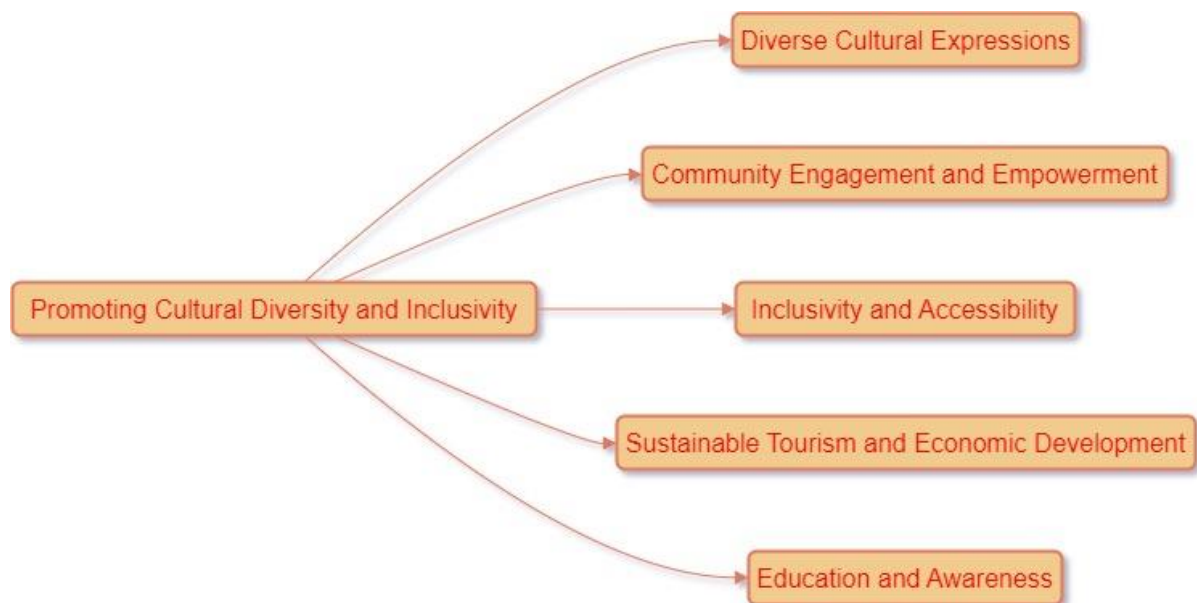 Diverse Cultural Expressions
Community Engagement and Empowerment
Promoting Cultural Diversity and Inclusivity
Inclusivity and Accessibility
Sustainable Tourism and Economic Development
Education and Awareness